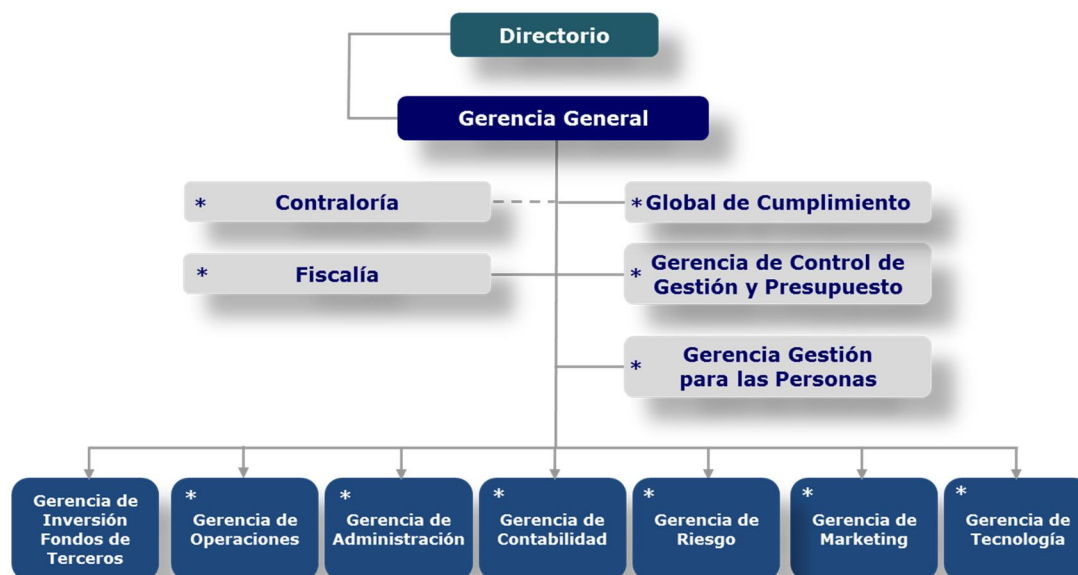 Directorio
Gerencia General
* Contraloría
* Global de Cumplimiento
* Fiscalía
* Gerencia de Control de
Gestión y Presupuesto
* Gerencia Gestión
para las Personas
Gerencia de
Inversión
Fondos de
Terceros
*
Gerencia de
Operaciones
*
Gerencia de
Administración
*
Gerencia de
Contabilidad
*
Gerencia de
Riesgo
*
Gerencia de
Marketing
*
Gerencia de
Tecnología